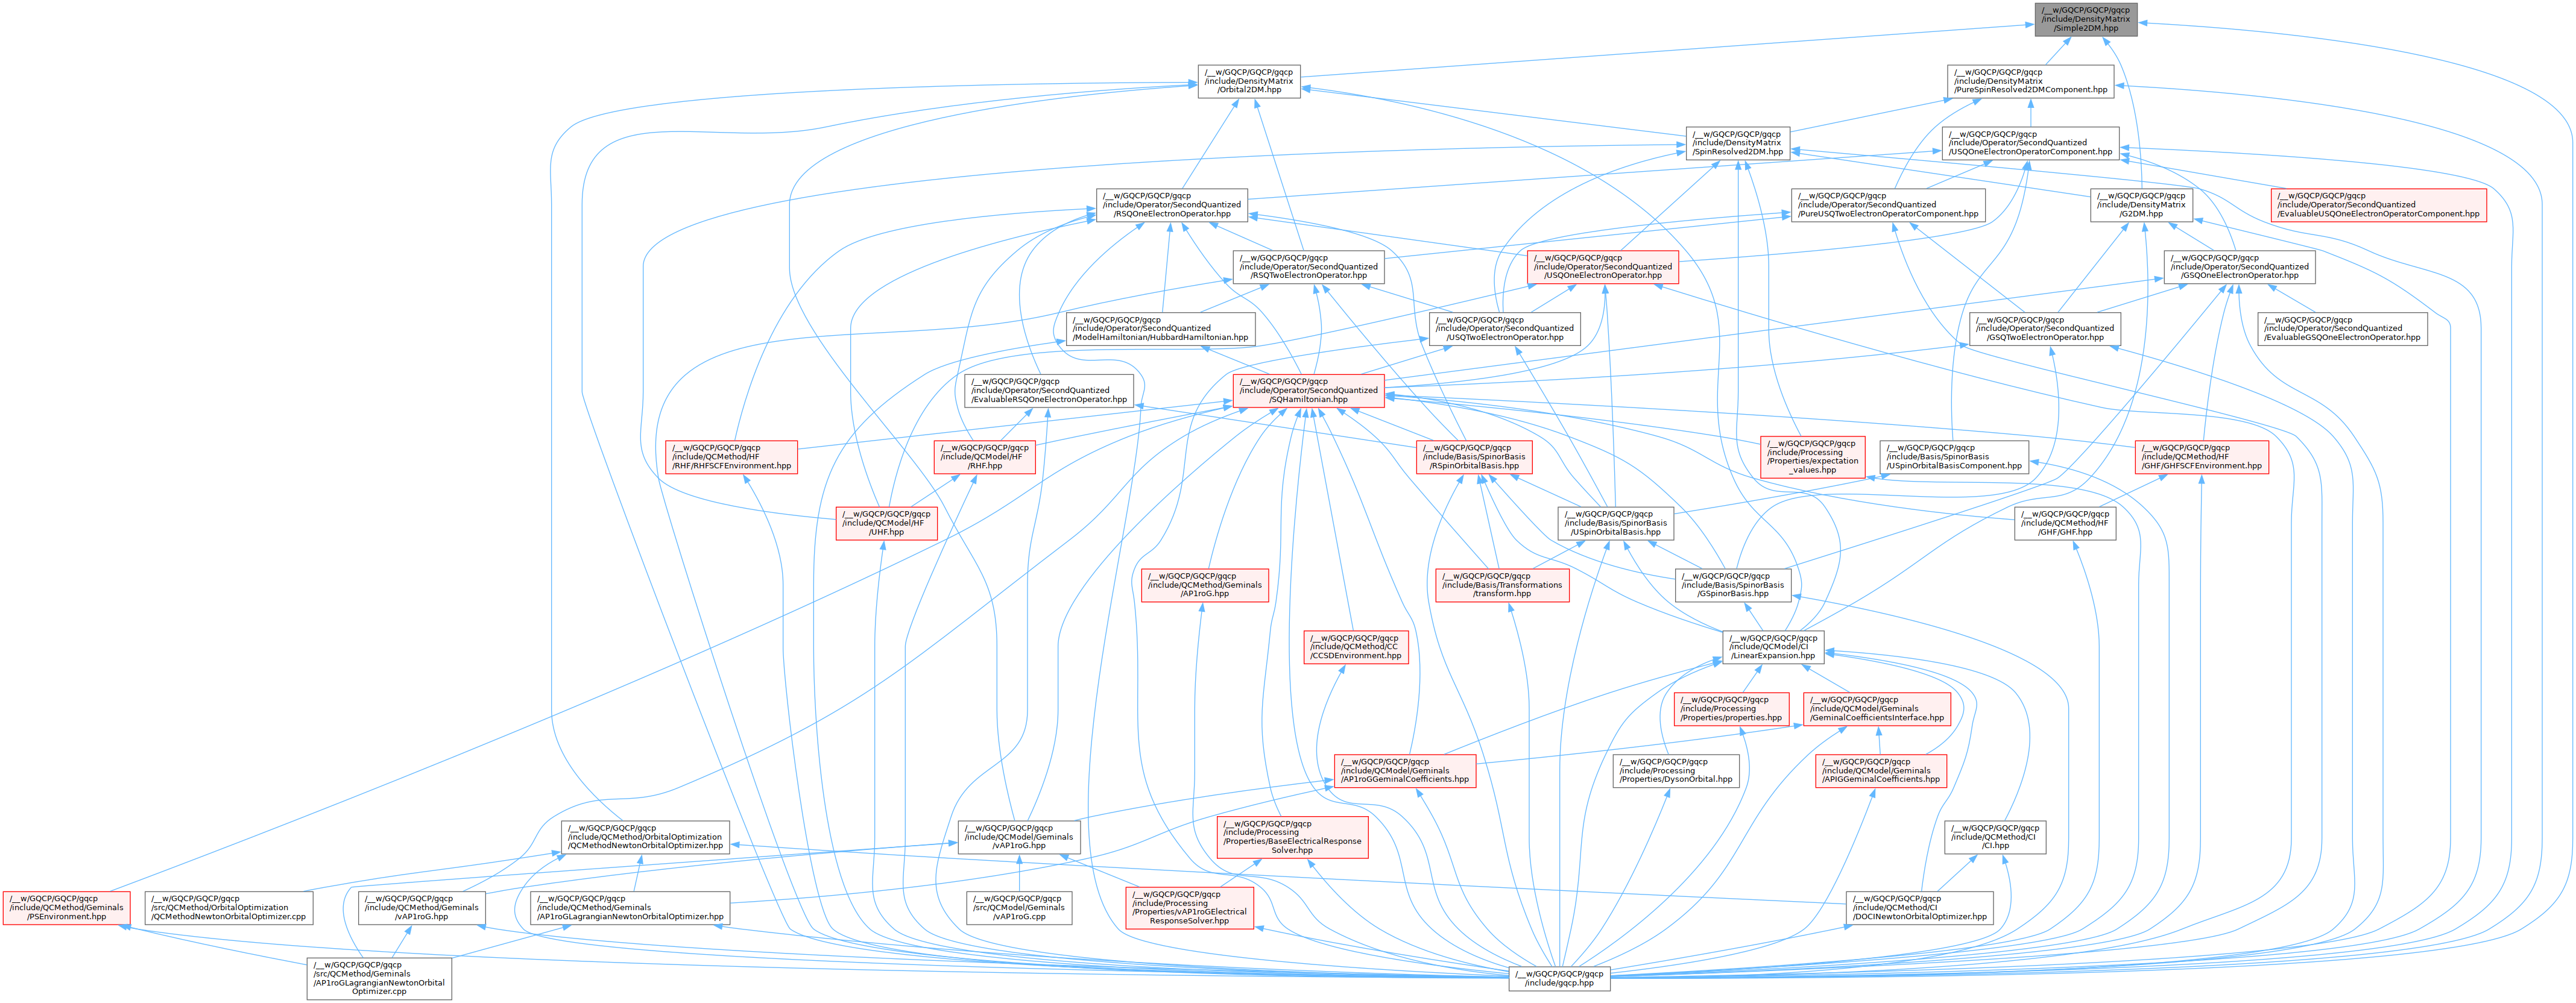 /__w/GQCP/GQCP/gqcp
/include/DensityMatrix
/Simple2DM.hpp
/__w/GQCP/GQCP/gqcp
/include/DensityMatrix
/Orbital2DM.hpp
/__w/GQCP/GQCP/gqcp
/include/DensityMatrix
/PureSpinResolved2DMComponent.hpp
/__w/GQCP/GQCP/gqcp
/include/DensityMatrix
/SpinResolved2DM.hpp
/__w/GQCP/GQCP/gqcp
/include/Operator/SecondQuantized
/USQOneElectronOperatorComponent.hpp
/__w/GQCP/GQCP/gqcp
/include/Operator/SecondQuantized
/RSQOneElectronOperator.hpp
/__w/GQCP/GQCP/gqcp
/include/Operator/SecondQuantized
/PureUSQTwoElectronOperatorComponent.hpp
/__w/GQCP/GQCP/gqcp
/include/DensityMatrix
/G2DM.hpp
/__w/GQCP/GQCP/gqcp
/include/Operator/SecondQuantized
/EvaluableUSQOneElectronOperatorComponent.hpp
/__w/GQCP/GQCP/gqcp
/include/Operator/SecondQuantized
/RSQTwoElectronOperator.hpp
/__w/GQCP/GQCP/gqcp
/include/Operator/SecondQuantized
/USQOneElectronOperator.hpp
/__w/GQCP/GQCP/gqcp
/include/Operator/SecondQuantized
/GSQOneElectronOperator.hpp
/__w/GQCP/GQCP/gqcp
/include/Operator/SecondQuantized
/ModelHamiltonian/HubbardHamiltonian.hpp
/__w/GQCP/GQCP/gqcp
/include/Operator/SecondQuantized
/USQTwoElectronOperator.hpp
/__w/GQCP/GQCP/gqcp
/include/Operator/SecondQuantized
/GSQTwoElectronOperator.hpp
/__w/GQCP/GQCP/gqcp
/include/Operator/SecondQuantized
/EvaluableGSQOneElectronOperator.hpp
/__w/GQCP/GQCP/gqcp
/include/Operator/SecondQuantized
/EvaluableRSQOneElectronOperator.hpp
/__w/GQCP/GQCP/gqcp
/include/Operator/SecondQuantized
/SQHamiltonian.hpp
/__w/GQCP/GQCP/gqcp
/include/QCMethod/HF
/RHF/RHFSCFEnvironment.hpp
/__w/GQCP/GQCP/gqcp
/include/QCModel/HF
/RHF.hpp
/__w/GQCP/GQCP/gqcp
/include/Basis/SpinorBasis
/RSpinOrbitalBasis.hpp
/__w/GQCP/GQCP/gqcp
/include/Processing
/Properties/expectation
_values.hpp
/__w/GQCP/GQCP/gqcp
/include/Basis/SpinorBasis
/USpinOrbitalBasisComponent.hpp
/__w/GQCP/GQCP/gqcp
/include/QCMethod/HF
/GHF/GHFSCFEnvironment.hpp
/__w/GQCP/GQCP/gqcp
/include/QCModel/HF
/UHF.hpp
/__w/GQCP/GQCP/gqcp
/include/Basis/SpinorBasis
/USpinOrbitalBasis.hpp
/__w/GQCP/GQCP/gqcp
/include/QCMethod/HF
/GHF/GHF.hpp
/__w/GQCP/GQCP/gqcp
/include/QCMethod/Geminals
/AP1roG.hpp
/__w/GQCP/GQCP/gqcp
/include/Basis/Transformations
/transform.hpp
/__w/GQCP/GQCP/gqcp
/include/Basis/SpinorBasis
/GSpinorBasis.hpp
/__w/GQCP/GQCP/gqcp
/include/QCMethod/CC
/CCSDEnvironment.hpp
/__w/GQCP/GQCP/gqcp
/include/QCModel/CI
/LinearExpansion.hpp
/__w/GQCP/GQCP/gqcp
/include/Processing
/Properties/properties.hpp
/__w/GQCP/GQCP/gqcp
/include/QCModel/Geminals
/GeminalCoefficientsInterface.hpp
/__w/GQCP/GQCP/gqcp
/include/QCModel/Geminals
/AP1roGGeminalCoefficients.hpp
/__w/GQCP/GQCP/gqcp
/include/Processing
/Properties/DysonOrbital.hpp
/__w/GQCP/GQCP/gqcp
/include/QCModel/Geminals
/APIGGeminalCoefficients.hpp
/__w/GQCP/GQCP/gqcp
/include/QCMethod/OrbitalOptimization
/QCMethodNewtonOrbitalOptimizer.hpp
/__w/GQCP/GQCP/gqcp
/include/QCModel/Geminals
/vAP1roG.hpp
/__w/GQCP/GQCP/gqcp
/include/Processing
/Properties/BaseElectricalResponse
Solver.hpp
/__w/GQCP/GQCP/gqcp
/include/QCMethod/CI
/CI.hpp
/__w/GQCP/GQCP/gqcp
/include/QCMethod/Geminals
/PSEnvironment.hpp
/__w/GQCP/GQCP/gqcp
/src/QCMethod/OrbitalOptimization
/QCMethodNewtonOrbitalOptimizer.cpp
/__w/GQCP/GQCP/gqcp
/include/QCMethod/Geminals
/vAP1roG.hpp
/__w/GQCP/GQCP/gqcp
/include/QCMethod/Geminals
/AP1roGLagrangianNewtonOrbitalOptimizer.hpp
/__w/GQCP/GQCP/gqcp
/src/QCModel/Geminals
/vAP1roG.cpp
/__w/GQCP/GQCP/gqcp
/include/Processing
/Properties/vAP1roGElectrical
ResponseSolver.hpp
/__w/GQCP/GQCP/gqcp
/include/QCMethod/CI
/DOCINewtonOrbitalOptimizer.hpp
/__w/GQCP/GQCP/gqcp
/src/QCMethod/Geminals
/AP1roGLagrangianNewtonOrbital
Optimizer.cpp
/__w/GQCP/GQCP/gqcp
/include/gqcp.hpp